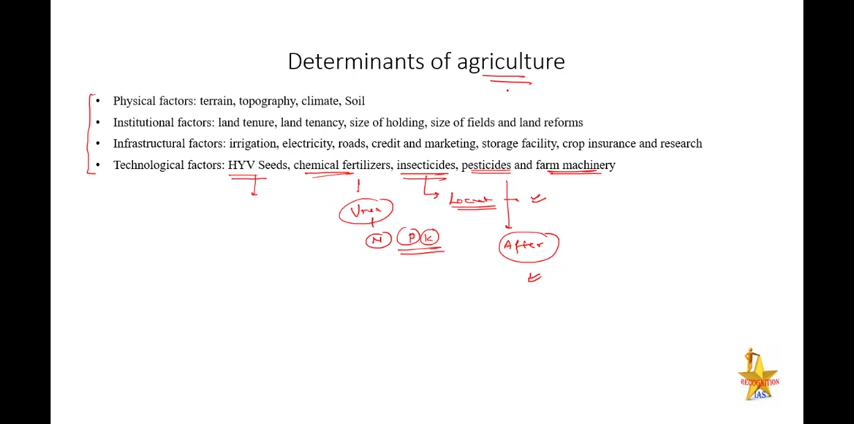 Determinants of agriculture
• Physical factors: terrain, topography, climate, Soil
• Institutional factors: land tenure, land tenancy, size of holding, size of fields and land reforms
• Infrastructural factors: irrigation, electricity, roads, credit and marketing, storage facility, crop insurance and research
• Technological factors: HYV Seeds, chemical fertilizers, insecticides, pesticides and farm machinery
Locust
Urea
N P K
After
RECOGNITION
IAS